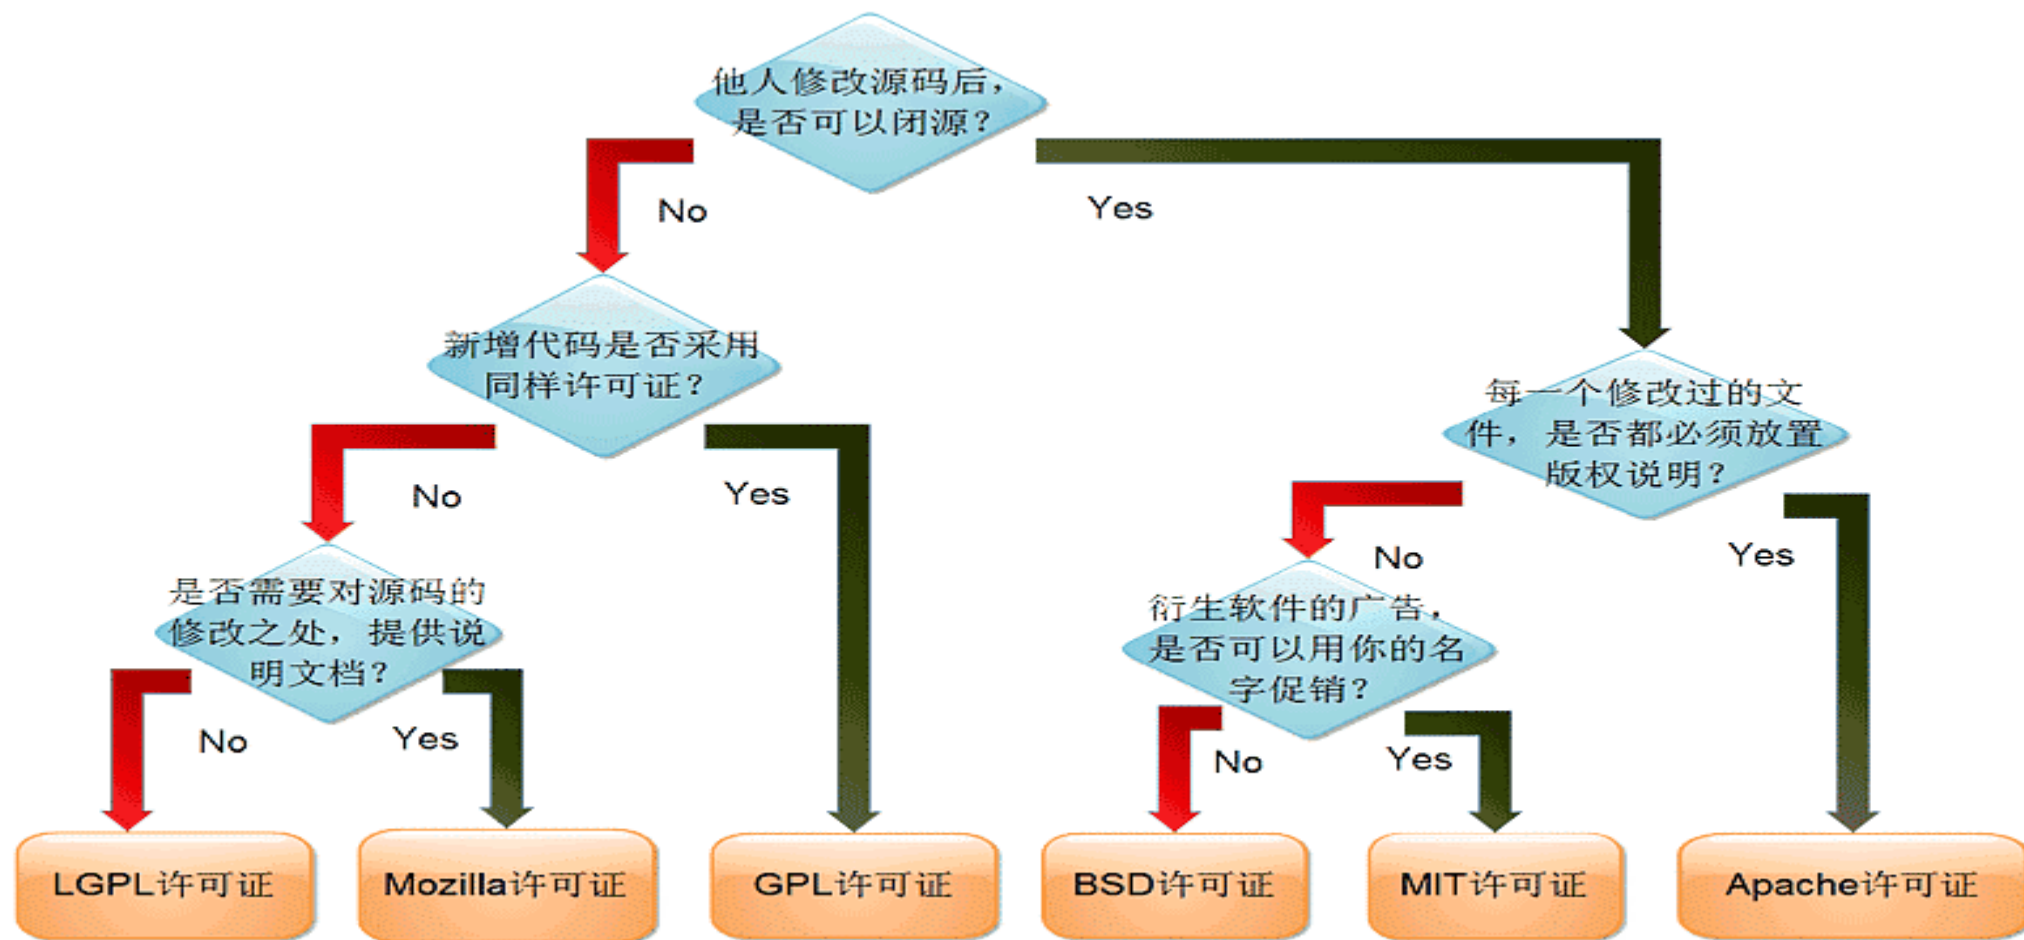 他人修改源码后，
是否可以闭源？
No
Yes
新增代码是否采用
同样许可证？
每一个修改过的文
件，是否都必须放置
版权说明？
No
Yes
No
Yes
是否需要对源码的
修改之处，提供说
明文档？
衍生软件的广告，
是否可以用你的名
字促销？
No
Yes
No
Yes
LGPL许可证
Mozilla许可证
GPL许可证
BSD许可证
MIT许可证
Apache许可证